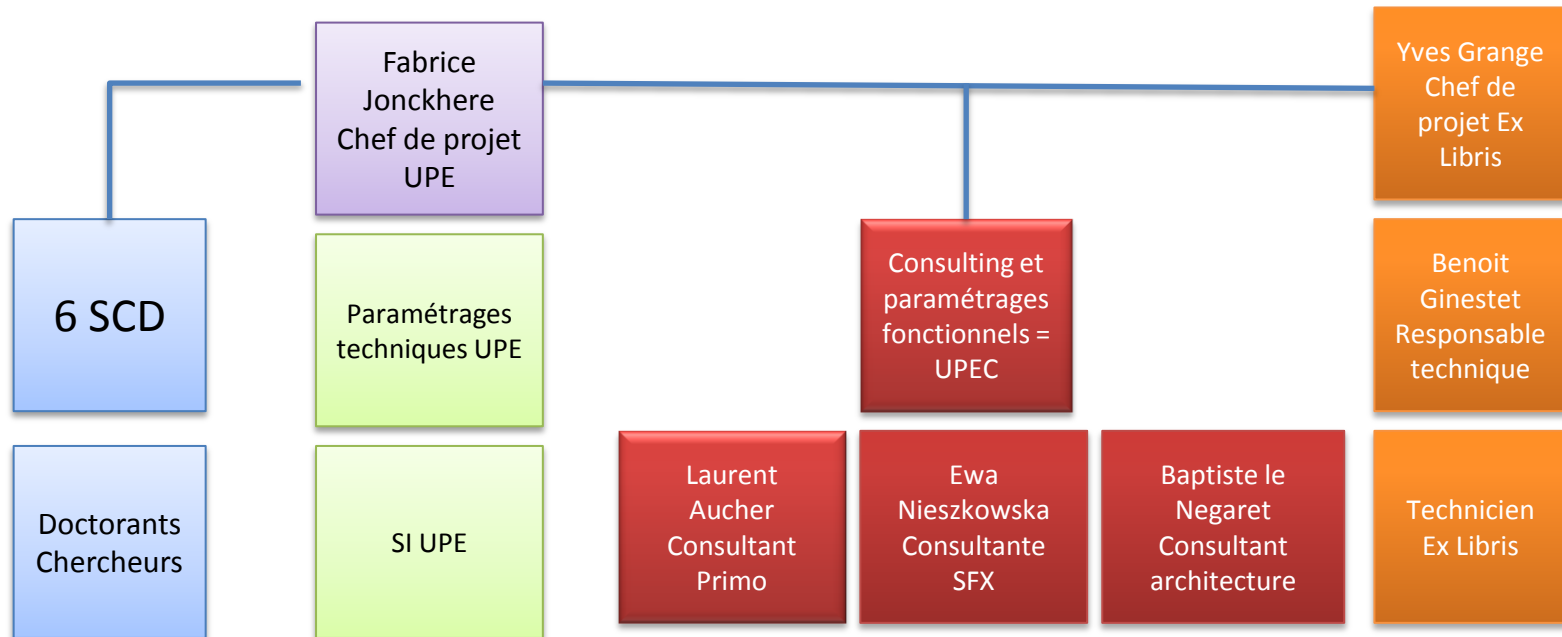 Fabrice
Jonckhere
Chef de projet
UPE
Yves Grange
Chef de
projet Ex
Libris
6 SCD
Paramétrages
techniques UPE
Consulting et
paramétrages
fonctionnels =
UPEC
Benoit
Ginestet
Responsable
technique
Doctorants
Chercheurs
SI UPE
Laurent
Aucher
Consultant
Primo
Ewa
Nieszkowska
Consultante
SFX
Baptiste le
Negaret
Consultant
architecture
Technicien
Ex Libris